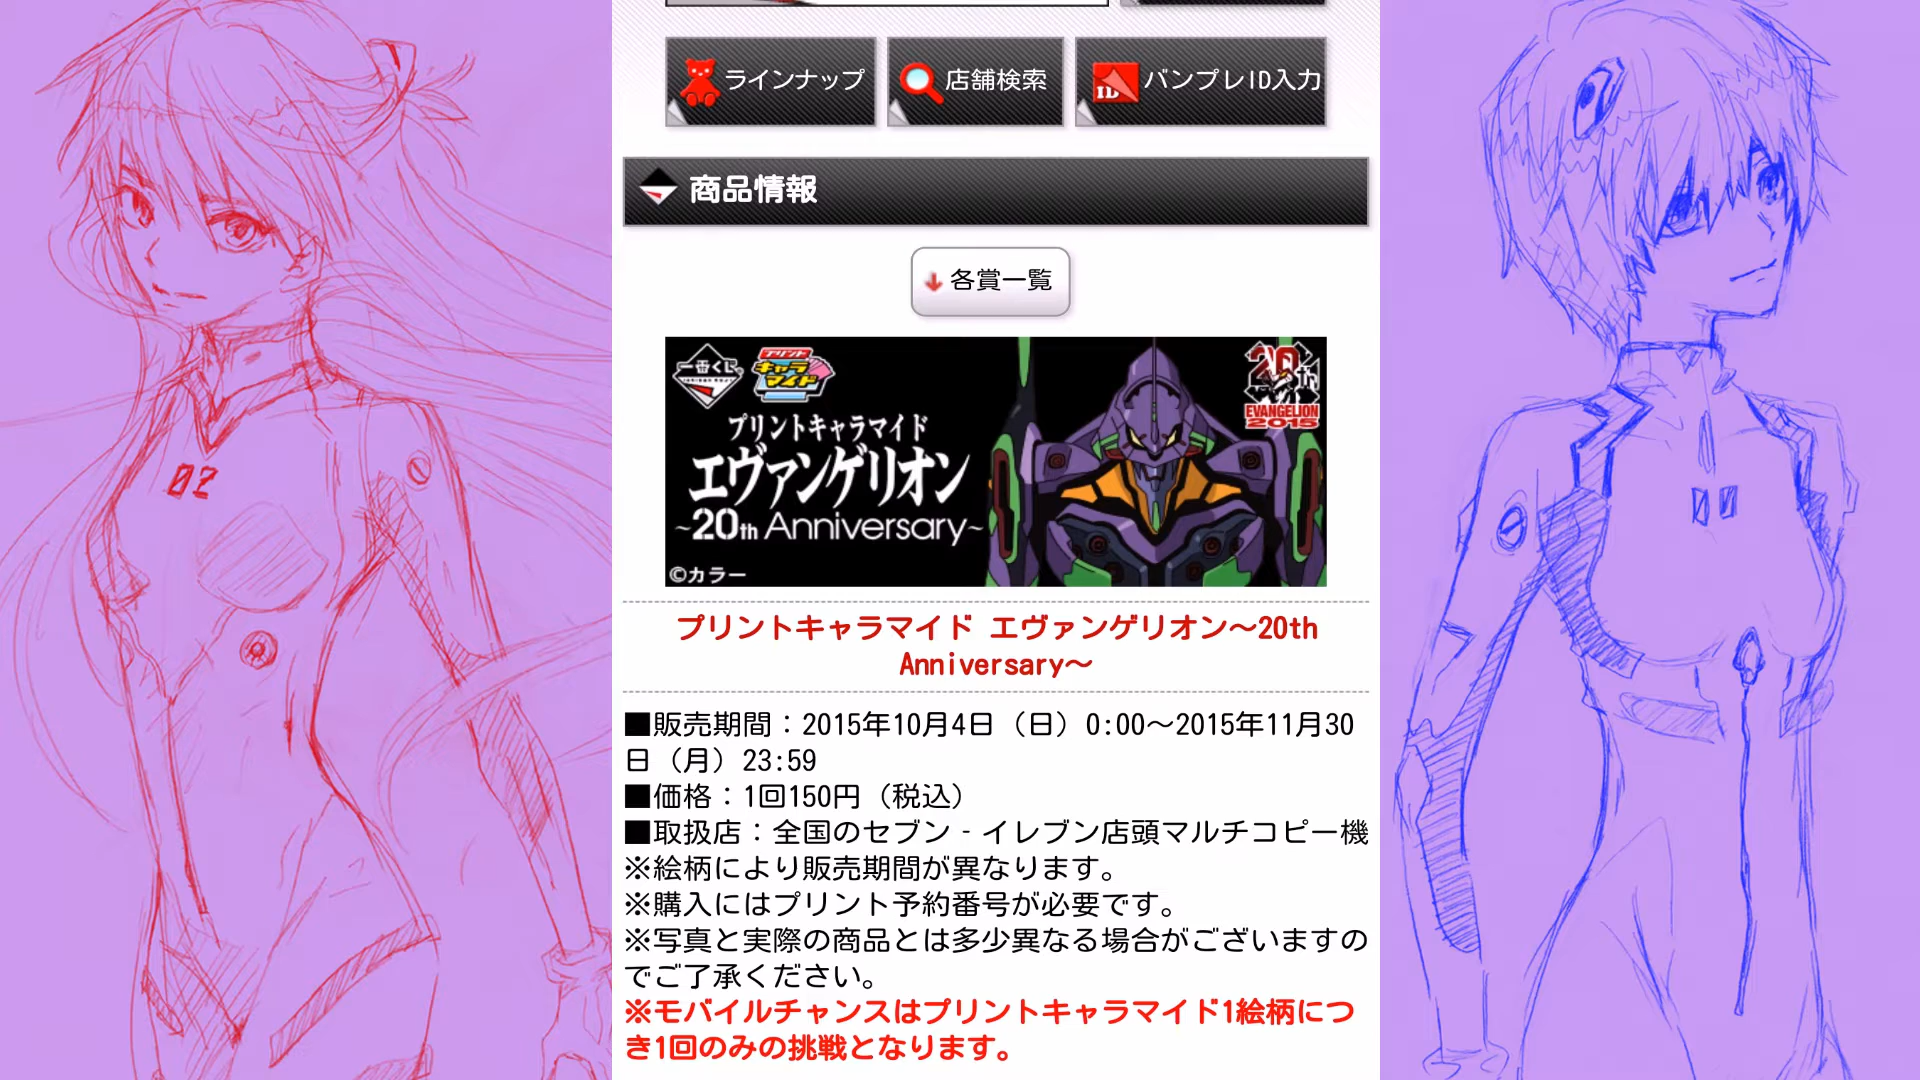 ラインナップ
店舗検索
ID
バンプレID入力
商品情報
各賞一覧
一番くじ
プリント
キャラ
マイド
20th
EVANGELION
2015
プリントキャラマイド
エヴァンゲリオン
~20th Anniversary~
©カラー
プリントキャラマイド エヴァンゲリオン～20th
Anniversary～
■販売期間：2015年10月4日（日）0:00～2015年11月30
日（月）23:59
■価格：1回150円（税込）
■取扱店：全国のセブン‐イレブン店頭マルチコピー機
※絵柄により販売期間が異なります。
※購入にはプリント予約番号が必要です。
※写真と実際の商品とは多少異なる場合がございますの
でご了承ください。
※モバイルチャンスはプリントキャラマイド1絵柄につ
き1回のみの挑戦となります。
02
00